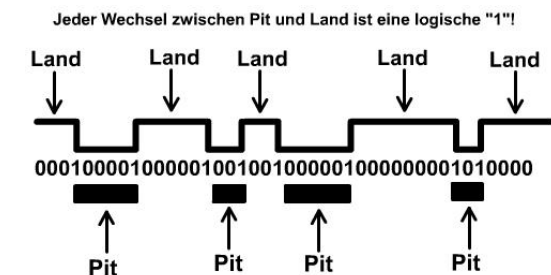 Jeder Wechsel zwischen Pit und Land ist eine logische "1"!
Land Land Land Land Land
0001000010000010010010000010000000001010000
Pit Pit Pit Pit